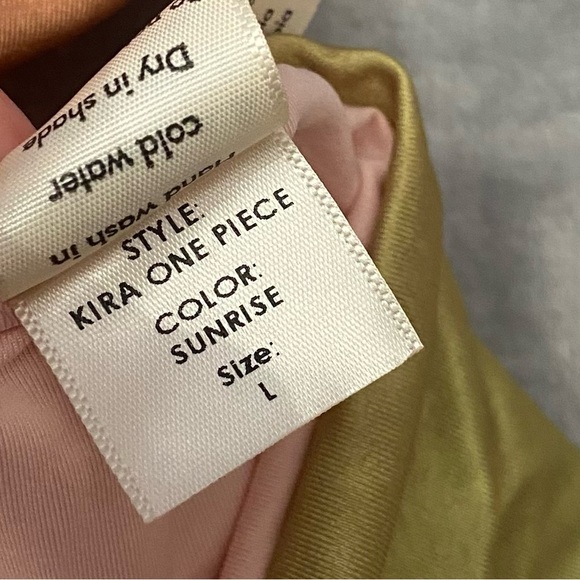 Hand wash in
cold water
Dry in shade
STYLE:
KIRA ONE PIECE
COLOR:
SUNRISE
Size:
L